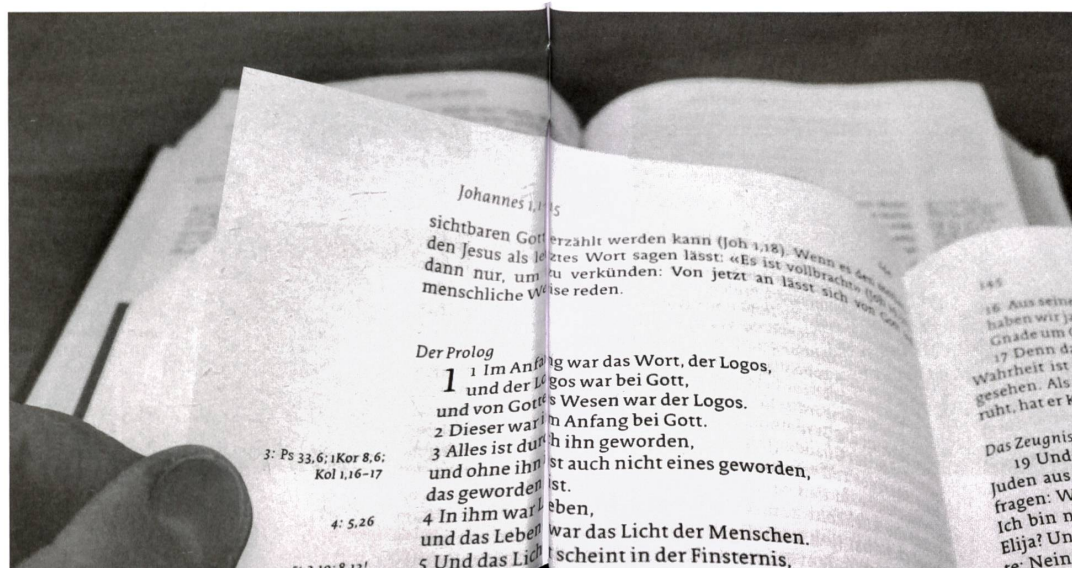 Johannes 1,1-15
sichtbaren Gott erzählt werden kann (Joh 1,18). Wenn es den
den Jesus als letztes Wort sagen lässt: «Es ist vollbracht» (Joh
dann nur, um zu verkünden: Von jetzt an lässt sich von Gott
menschliche Weise reden.
Der Prolog
1 1 Im Anfang war das Wort, der Logos,
und der Logos war bei Gott,
und von Gottes Wesen war der Logos.
2 Dieser war im Anfang bei Gott.
3 Alles ist durch ihn geworden,
und ohne ihn ist auch nicht eines geworden,
das geworden ist.
4 In ihm war Leben,
und das Leben war das Licht der Menschen.
5 Und das Licht scheint in der Finsternis,
3: Ps 33,6; 1Kor 8,6;
Kol 1,16–17
4: 5,26
145
16 Aus seine
haben wir ja
Gnade um G
17 Denn da
Wahrheit ist
gesehen. Als
ruht, hat er K
Das Zeugnis
19 Und
Juden aus
fragen: W
Ich bin n
Elija? Un
te: Nein